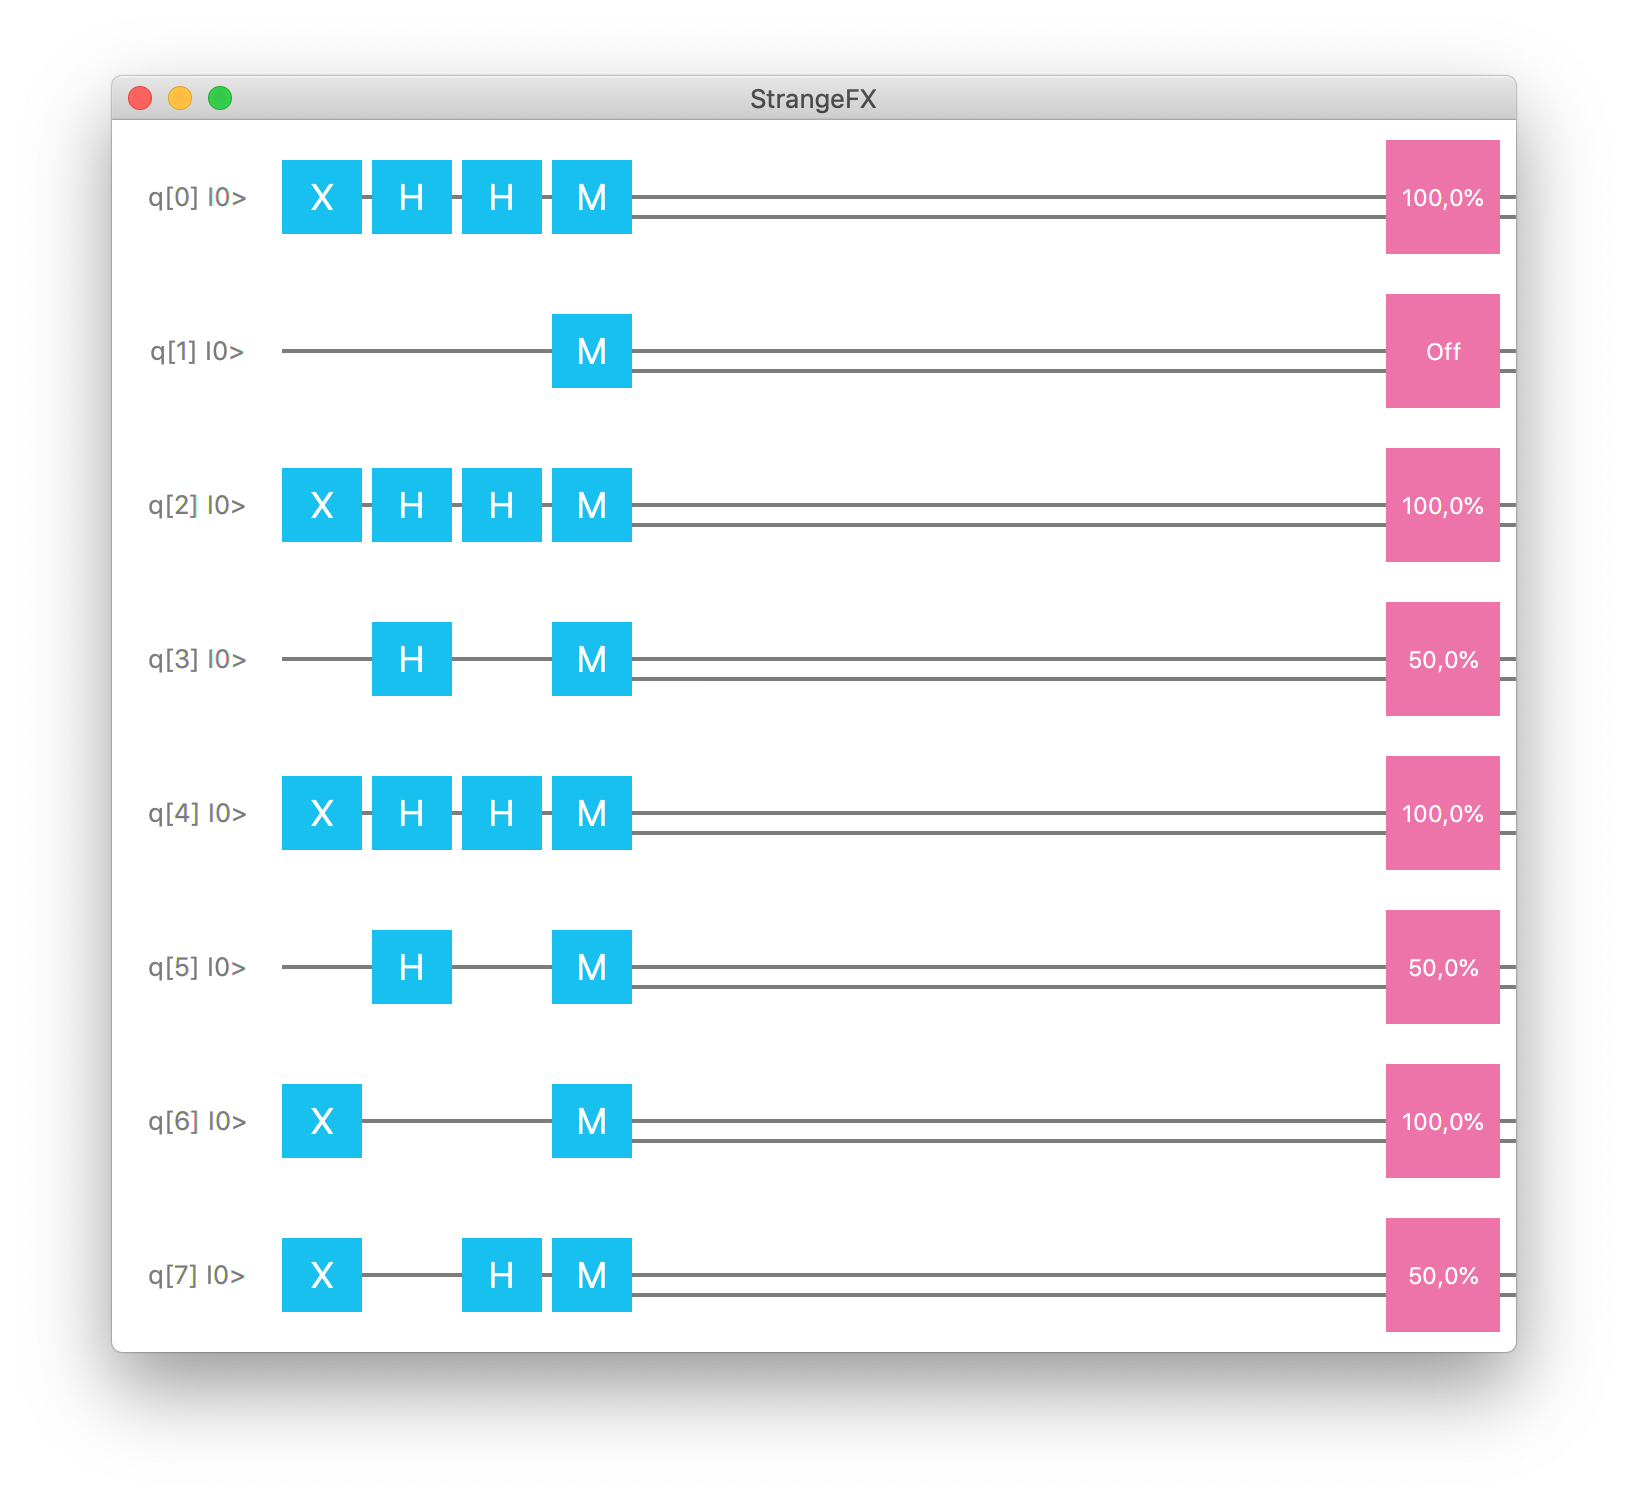 StrangeFX
q[0] I0> X H H M 100,0%
q[1] I0> M Off
q[2] I0> X H H M 100,0%
q[3] I0> H M 50,0%
q[4] I0> X H H M 100,0%
q[5] I0> H M 50,0%
q[6] I0> X M 100,0%
q[7] I0> X H M 50,0%